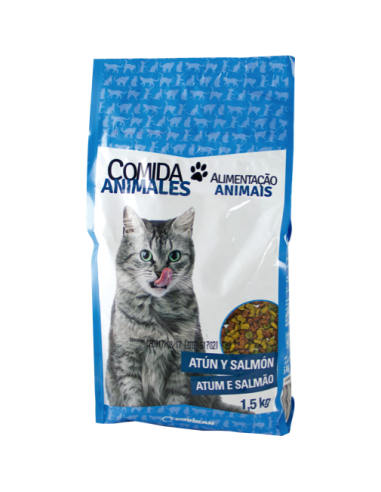 COMIDA
ANIMALES
ALIMENTAÇÃO
ANIMAIS
ATÚN Y SALMÓN
ATUM E SALMÃO
1,5 kg